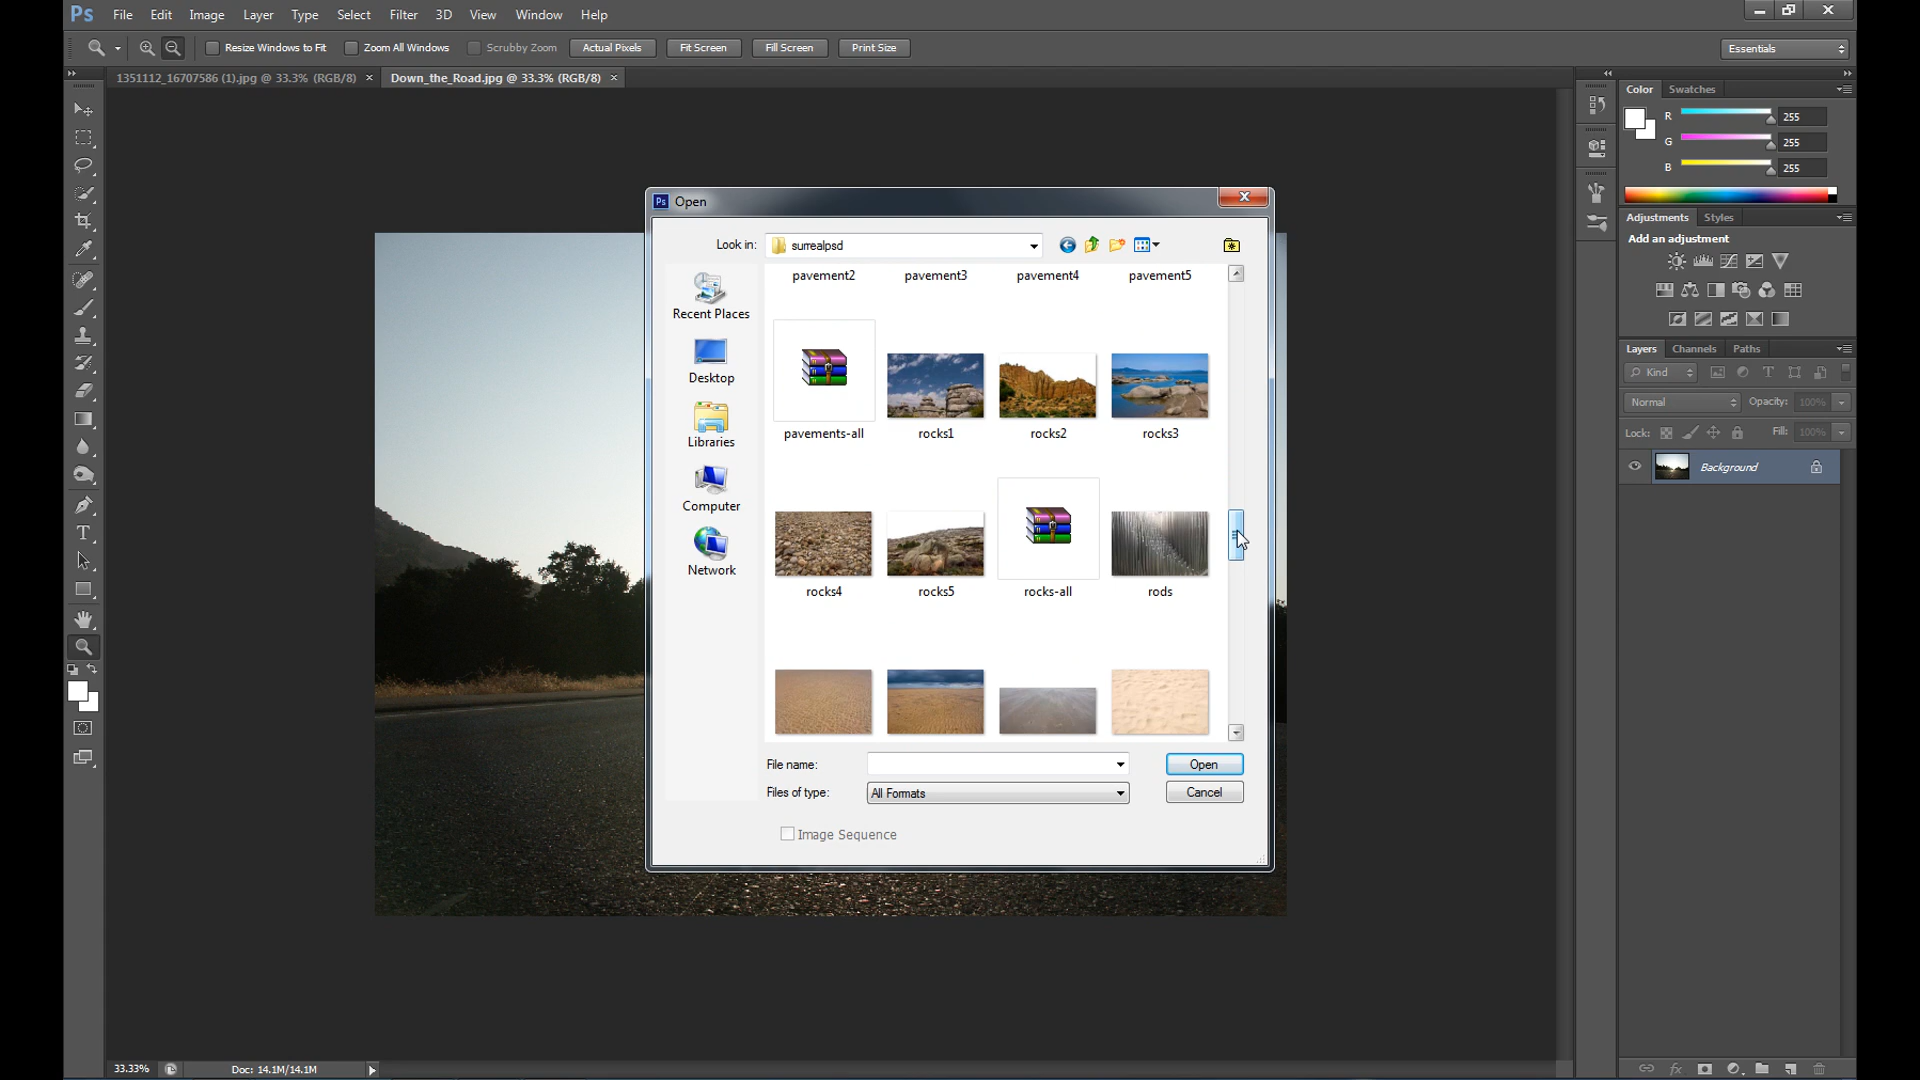 Ps File Edit Image Layer Type Select Filter 3D View Window Help
Resize Windows to Fit Zoom All Windows Scrubby Zoom Actual Pixels Fit Screen Fill Screen Print Size Essentials
1351112_16707586 (1).jpg @ 33.3% (RGB/8) × Down_the_Road.jpg @ 33.3% (RGB/8) ×
Color Swatches
R 255
G 255
B 255
Adjustments Styles
Add an adjustment
Layers Channels Paths
Kind
Normal Opacity: 100%
Lock: Fill: 100%
Background
Ps Open
Look in: surrealpsd
Recent Places
Desktop
Libraries
Computer
Network
pavement2 pavement3 pavement4 pavement5
pavements-all rocks1 rocks2 rocks3
rocks4 rocks5 rocks-all rods
File name: Open
Files of type: All Formats Cancel
Image Sequence
33.33% Doc: 14.1M/14.1M